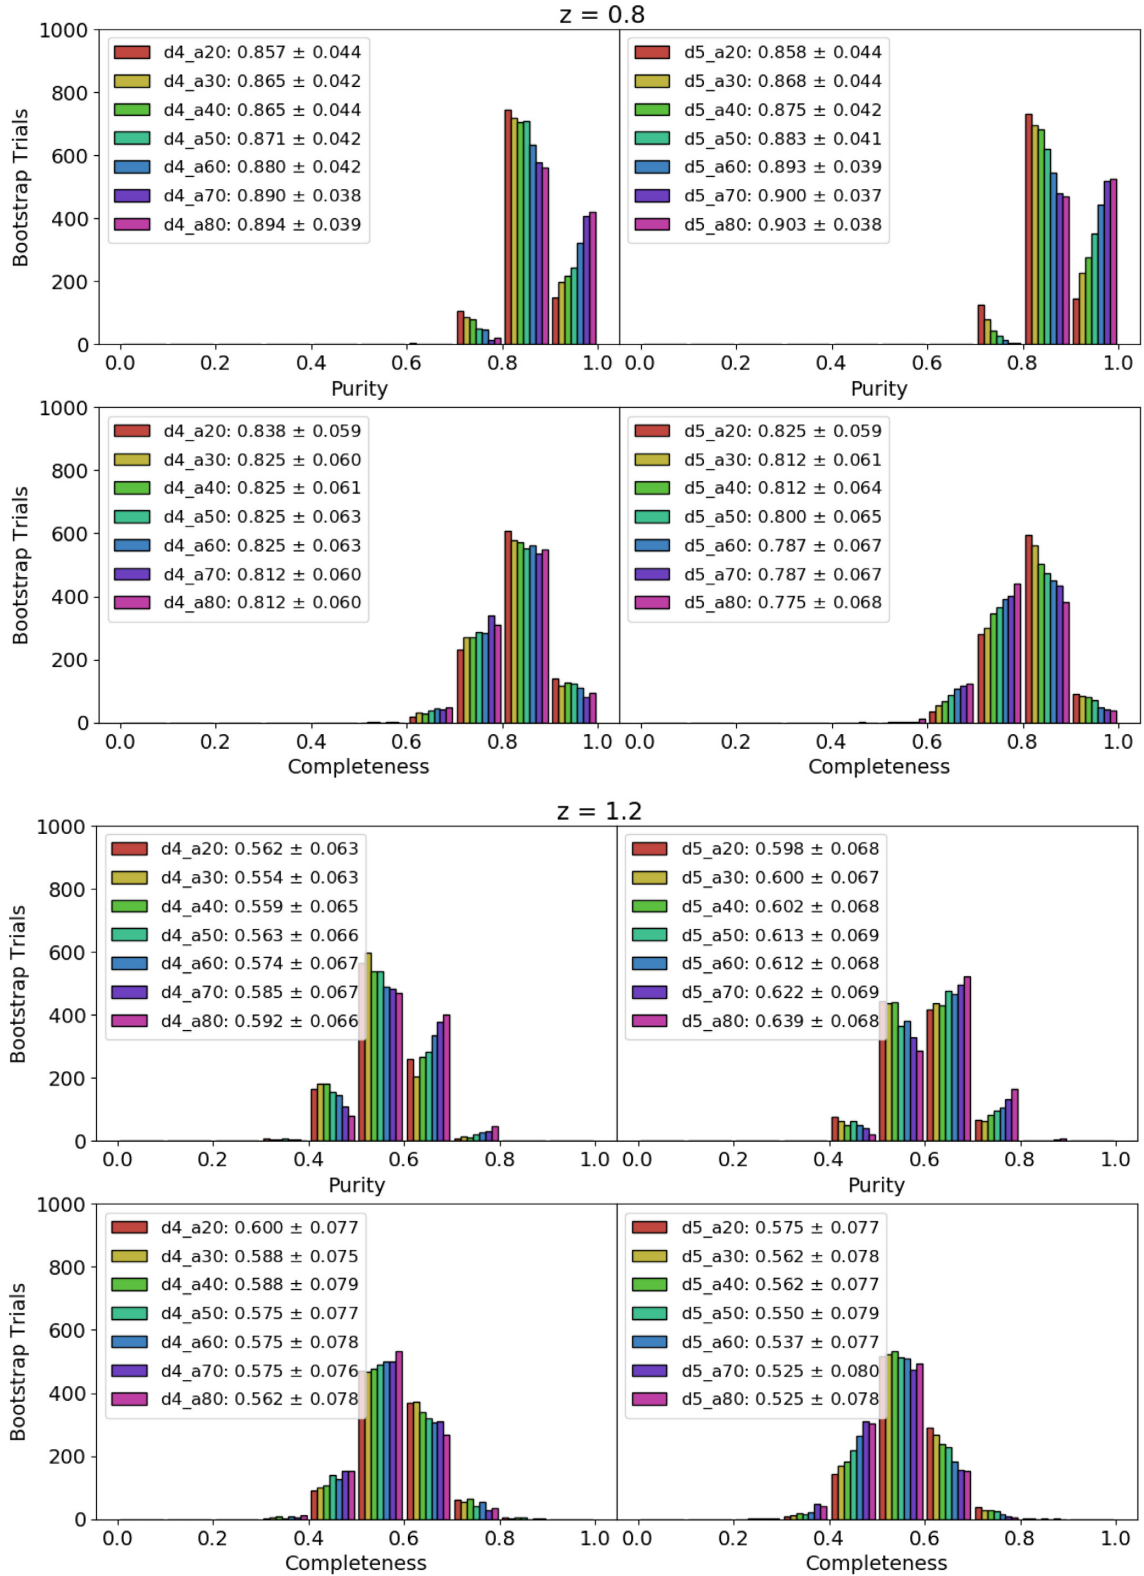 z = 0.8
1000
800
600
400
200
0
Bootstrap Trials
d4_a20: 0.857 ± 0.044
d4_a30: 0.865 ± 0.042
d4_a40: 0.865 ± 0.044
d4_a50: 0.871 ± 0.042
d4_a60: 0.880 ± 0.042
d4_a70: 0.890 ± 0.038
d4_a80: 0.894 ± 0.039
0.0 0.2 0.4 0.6 0.8 1.0
Purity
d5_a20: 0.858 ± 0.044
d5_a30: 0.868 ± 0.044
d5_a40: 0.875 ± 0.042
d5_a50: 0.883 ± 0.041
d5_a60: 0.893 ± 0.039
d5_a70: 0.900 ± 0.037
d5_a80: 0.903 ± 0.038
0.0 0.2 0.4 0.6 0.8 1.0
Purity
1000
800
600
400
200
0
Bootstrap Trials
d4_a20: 0.838 ± 0.059
d4_a30: 0.825 ± 0.060
d4_a40: 0.825 ± 0.061
d4_a50: 0.825 ± 0.063
d4_a60: 0.825 ± 0.063
d4_a70: 0.812 ± 0.060
d4_a80: 0.812 ± 0.060
0.0 0.2 0.4 0.6 0.8 1.0
Completeness
d5_a20: 0.825 ± 0.059
d5_a30: 0.812 ± 0.061
d5_a40: 0.812 ± 0.064
d5_a50: 0.800 ± 0.065
d5_a60: 0.787 ± 0.067
d5_a70: 0.787 ± 0.067
d5_a80: 0.775 ± 0.068
0.0 0.2 0.4 0.6 0.8 1.0
Completeness
z = 1.2
1000
800
600
400
200
0
Bootstrap Trials
d4_a20: 0.562 ± 0.063
d4_a30: 0.554 ± 0.063
d4_a40: 0.559 ± 0.065
d4_a50: 0.563 ± 0.066
d4_a60: 0.574 ± 0.067
d4_a70: 0.585 ± 0.067
d4_a80: 0.592 ± 0.066
0.0 0.2 0.4 0.6 0.8 1.0
Purity
d5_a20: 0.598 ± 0.068
d5_a30: 0.600 ± 0.067
d5_a40: 0.602 ± 0.068
d5_a50: 0.613 ± 0.069
d5_a60: 0.612 ± 0.068
d5_a70: 0.622 ± 0.069
d5_a80: 0.639 ± 0.068
0.0 0.2 0.4 0.6 0.8 1.0
Purity
1000
800
600
400
200
0
Bootstrap Trials
d4_a20: 0.600 ± 0.077
d4_a30: 0.588 ± 0.075
d4_a40: 0.588 ± 0.079
d4_a50: 0.575 ± 0.077
d4_a60: 0.575 ± 0.078
d4_a70: 0.575 ± 0.076
d4_a80: 0.562 ± 0.078
0.0 0.2 0.4 0.6 0.8 1.0
Completeness
d5_a20: 0.575 ± 0.077
d5_a30: 0.562 ± 0.078
d5_a40: 0.562 ± 0.077
d5_a50: 0.550 ± 0.079
d5_a60: 0.537 ± 0.077
d5_a70: 0.525 ± 0.080
d5_a80: 0.525 ± 0.078
0.0 0.2 0.4 0.6 0.8 1.0
Completeness